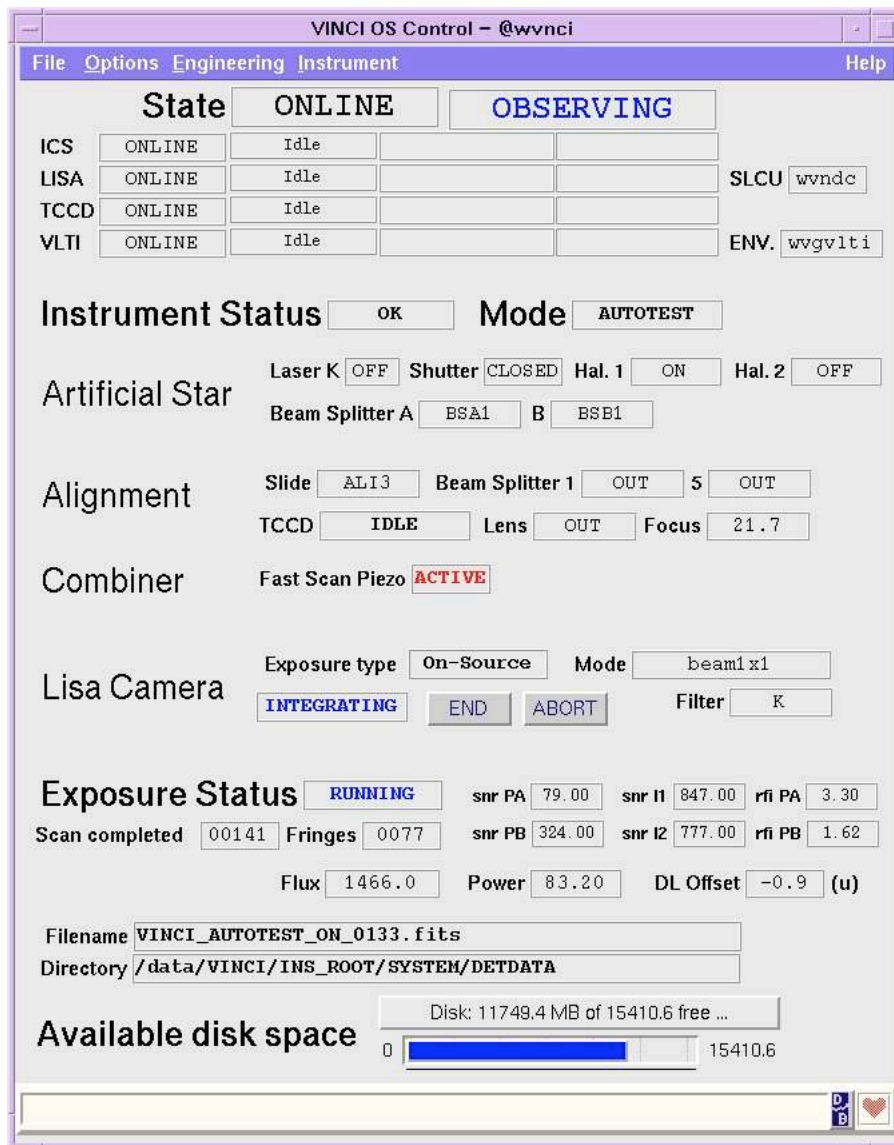 VINCI OS Control - @wvnci
File Options Engineering Instrument Help
State ONLINE OBSERVING
ICS ONLINE Idle
LISA ONLINE Idle SLCU wvndc
TCCD ONLINE Idle
VLTI ONLINE Idle ENV. wvgvlti
Instrument Status OK Mode AUTOTEST
Artificial Star
Laser K OFF Shutter CLOSED Hal. 1 ON Hal. 2 OFF
Beam Splitter A BSA1 B BSB1
Alignment
Slide ALI3 Beam Splitter 1 OUT 5 OUT
TCCD IDLE Lens OUT Focus 21.7
Combiner Fast Scan Piezo ACTIVE
Lisa Camera
Exposure type On-Source Mode beam1x1
INTEGRATING END ABORT Filter K
Exposure Status RUNNING snr PA 79.00 snr I1 847.00 rfi PA 3.30
Scan completed 00141 Fringes 0077 snr PB 324.00 snr I2 777.00 rfi PB 1.62
Flux 1466.0 Power 83.20 DL Offset -0.9 (u)
Filename VINCI_AUTOTEST_ON_0133.fits
Directory /data/VINCI/INS_ROOT/SYSTEM/DETDATA
Available disk space
Disk: 11749.4 MB of 15410.6 free ...
0 15410.6
D B